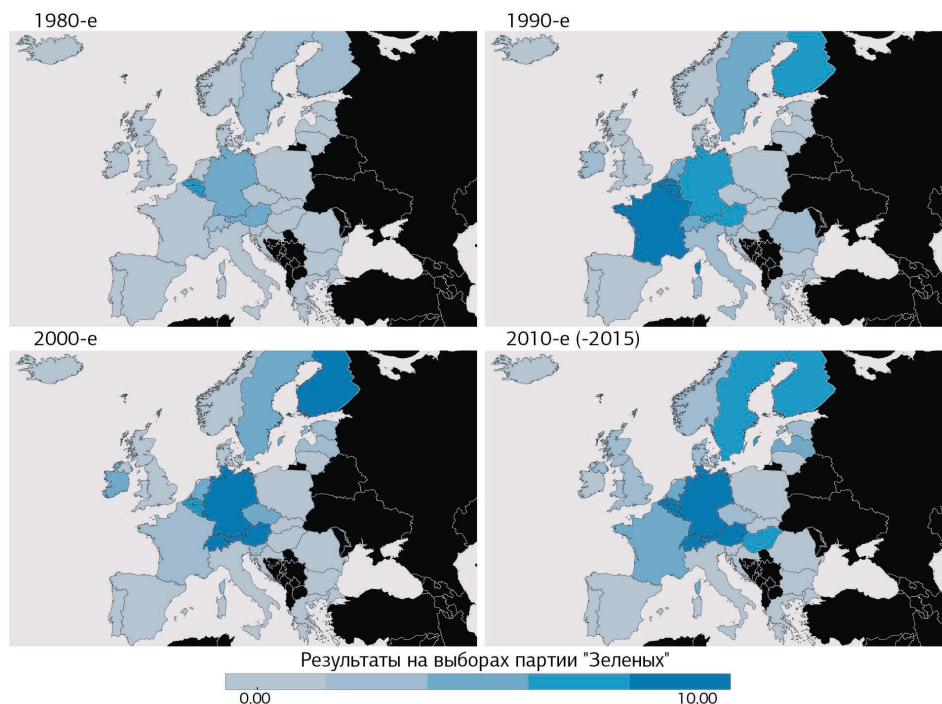 1980-е
1990-е
2000-е
2010-е (-2015)
Результаты на выборах партии "Зеленых"
0.00
10.00